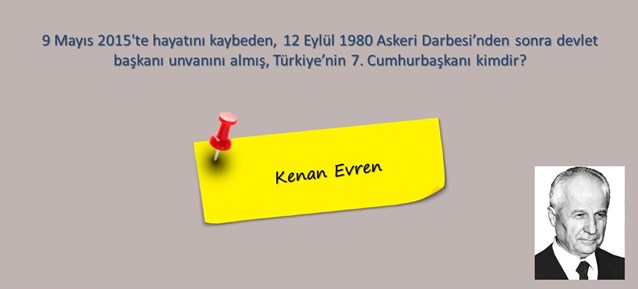 9 Mayıs 2015'te hayatını kaybeden, 12 Eylül 1980 Askeri Darbesi’nden sonra devlet
başkanı unvanını almış, Türkiye’nin 7. Cumhurbaşkanı kimdir?
Kenan Evren